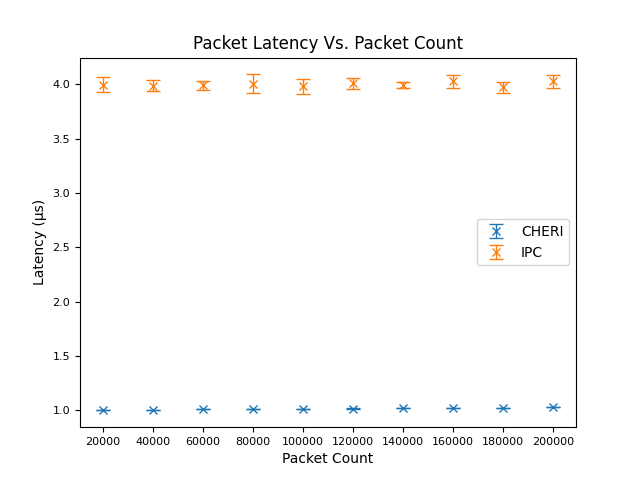 Packet Latency Vs. Packet Count
4.0
3.5
3.0
2.5
2.0
1.5
1.0
Latency (µs)
CHERI
IPC
20000 40000 60000 80000 100000 120000 140000 160000 180000 200000
Packet Count